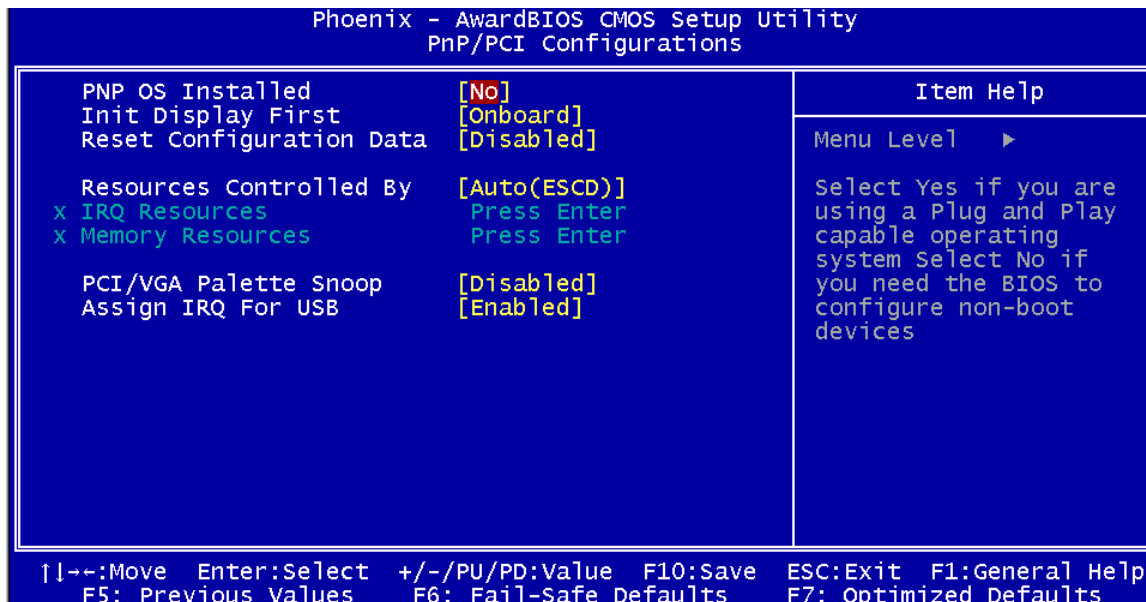 Phoenix - AwardBIOS CMOS Setup Utility
PnP/PCI Configurations
PNP OS Installed [No]
Init Display First [Onboard]
Reset Configuration Data [Disabled]
Resources Controlled By [Auto(ESCD)]
x IRQ Resources Press Enter
x Memory Resources Press Enter
PCI/VGA Palette Snoop [Disabled]
Assign IRQ For USB [Enabled]
Item Help
Menu Level ▶
Select Yes if you are
using a Plug and Play
capable operating
system Select No if
you need the BIOS to
configure non-boot
devices
↑↓→←:Move Enter:Select +/-/PU/PD:Value F10:Save ESC:Exit F1:General Help
F5: Previous Values F6: Fail-Safe Defaults F7: Optimized Defaults